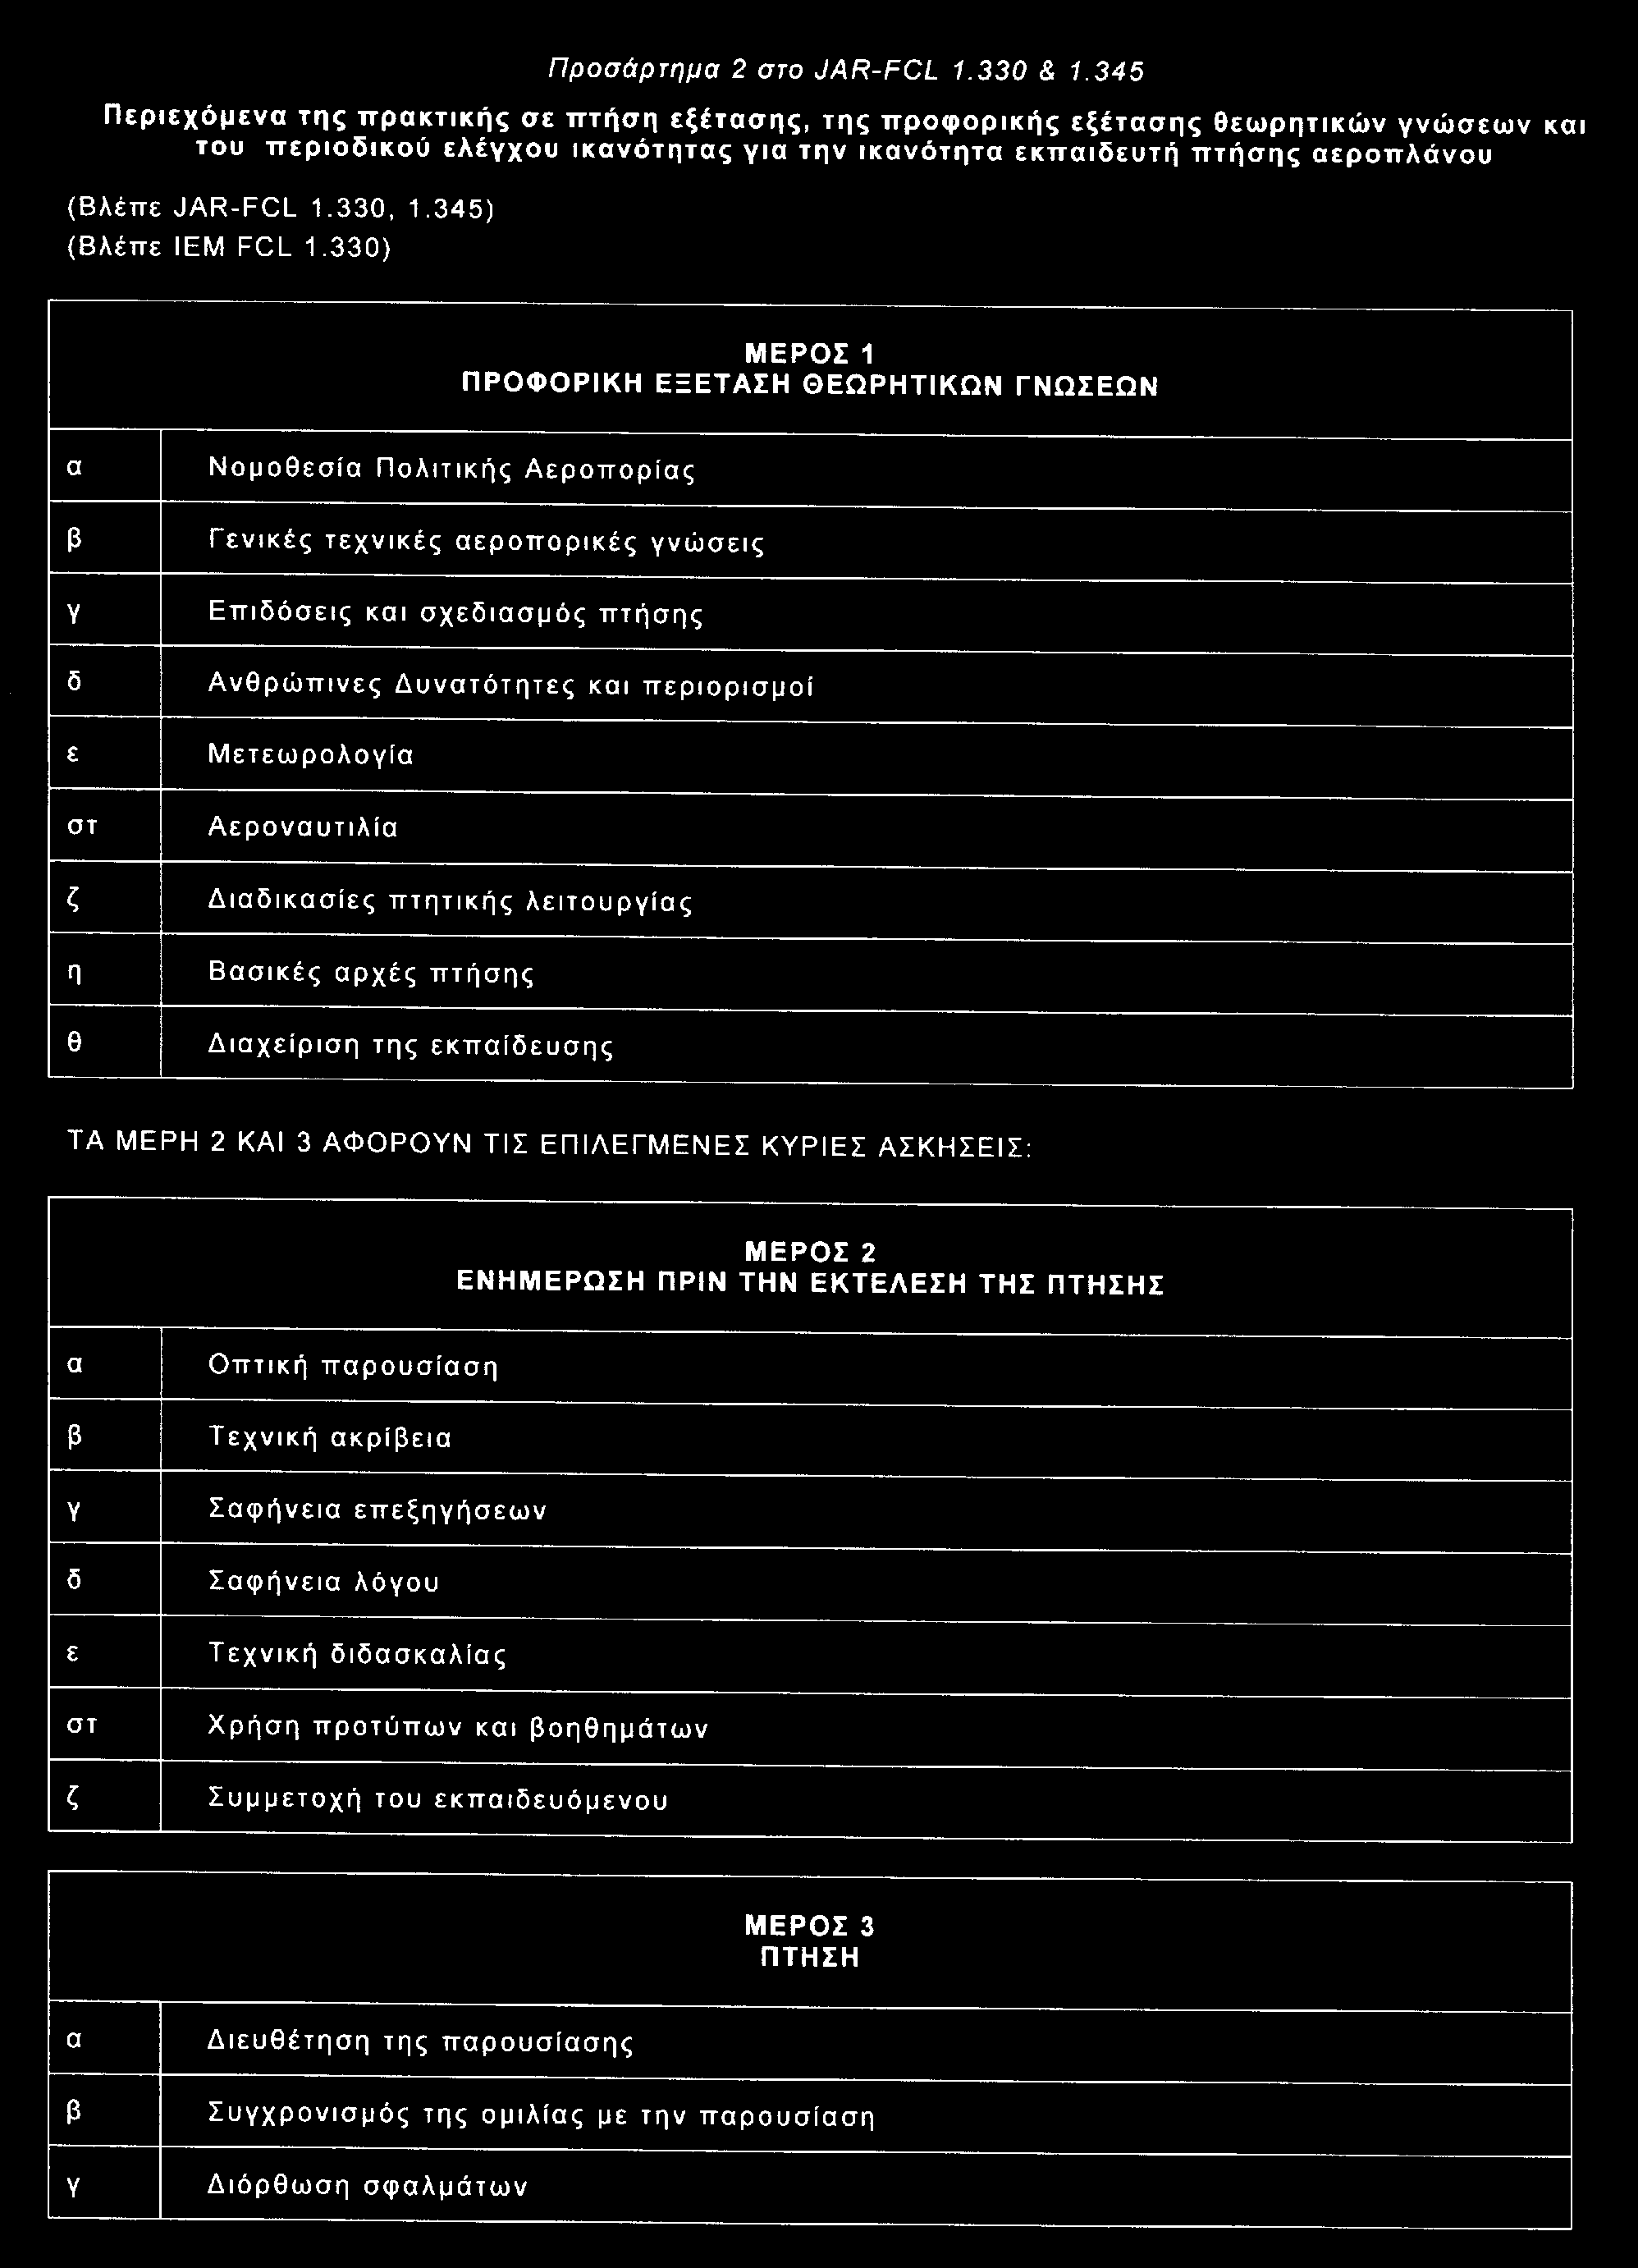 Προσάρτημα 2 στο JAR-FCL 1.330 & 1.345
Περιεχόμενα της πρακτικής σε πτήση εξέτασης, της προφορικής εξέτασης θεωρητικών γνώσεων και
του περιοδικού ελέγχου ικανότητας για την ικανότητα εκπαιδευτή πτήσης αεροπλάνου
(Βλέπε JAR-FCL 1.330, 1.345)
(Βλέπε IEM FCL 1.330)
ΜΕΡΟΣ 1
ΠΡΟΦΟΡΙΚΗ ΕΞΕΤΑΣΗ ΘΕΩΡΗΤΙΚΩΝ ΓΝΩΣΕΩΝ
α Νομοθεσία Πολιτικής Αεροπορίας
β Γενικές τεχνικές αεροπορικές γνώσεις
γ Επιδόσεις και σχεδιασμός πτήσης
δ Ανθρώπινες Δυνατότητες και περιορισμοί
ε Μετεωρολογία
στ Αεροναυτιλία
ζ Διαδικασίες πτητικής λειτουργίας
η Βασικές αρχές πτήσης
θ Διαχείριση της εκπαίδευσης
ΤΑ ΜΕΡΗ 2 ΚΑΙ 3 ΑΦΟΡΟΥΝ ΤΙΣ ΕΠΙΛΕΓΜΕΝΕΣ ΚΥΡΙΕΣ ΑΣΚΗΣΕΙΣ:
ΜΕΡΟΣ 2
ΕΝΗΜΕΡΩΣΗ ΠΡΙΝ ΤΗΝ ΕΚΤΕΛΕΣΗ ΤΗΣ ΠΤΗΣΗΣ
α Οπτική παρουσίαση
β Τεχνική ακρίβεια
γ Σαφήνεια επεξηγήσεων
δ Σαφήνεια λόγου
ε Τεχνική διδασκαλίας
στ Χρήση προτύπων και βοηθημάτων
ζ Συμμετοχή του εκπαιδευόμενου
ΜΕΡΟΣ 3
ΠΤΗΣΗ
α Διευθέτηση της παρουσίασης
β Συγχρονισμός της ομιλίας με την παρουσίαση
γ Διόρθωση σφαλμάτων